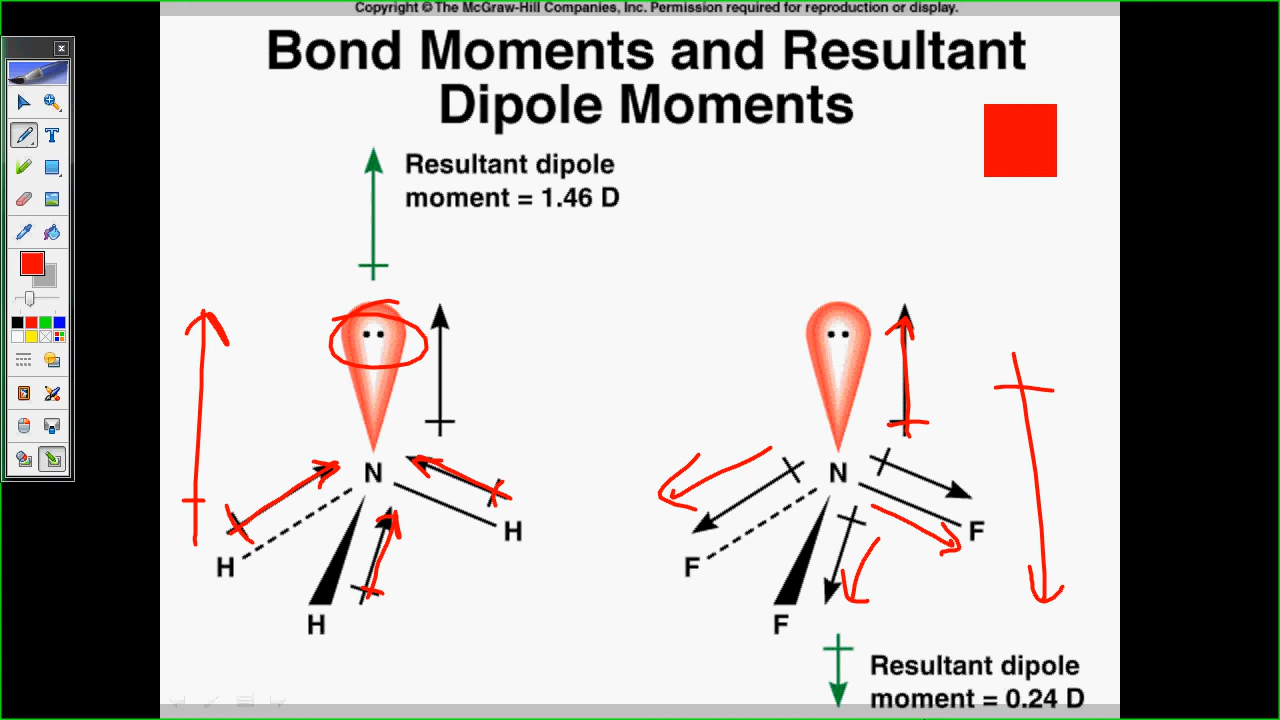 Copyright © The McGraw-Hill Companies, Inc. Permission required for reproduction or display.
Bond Moments and Resultant
Dipole Moments
Resultant dipole
moment = 1.46 D
N
H
H
H
N
F
F
F
Resultant dipole
moment = 0.24 D
T
x